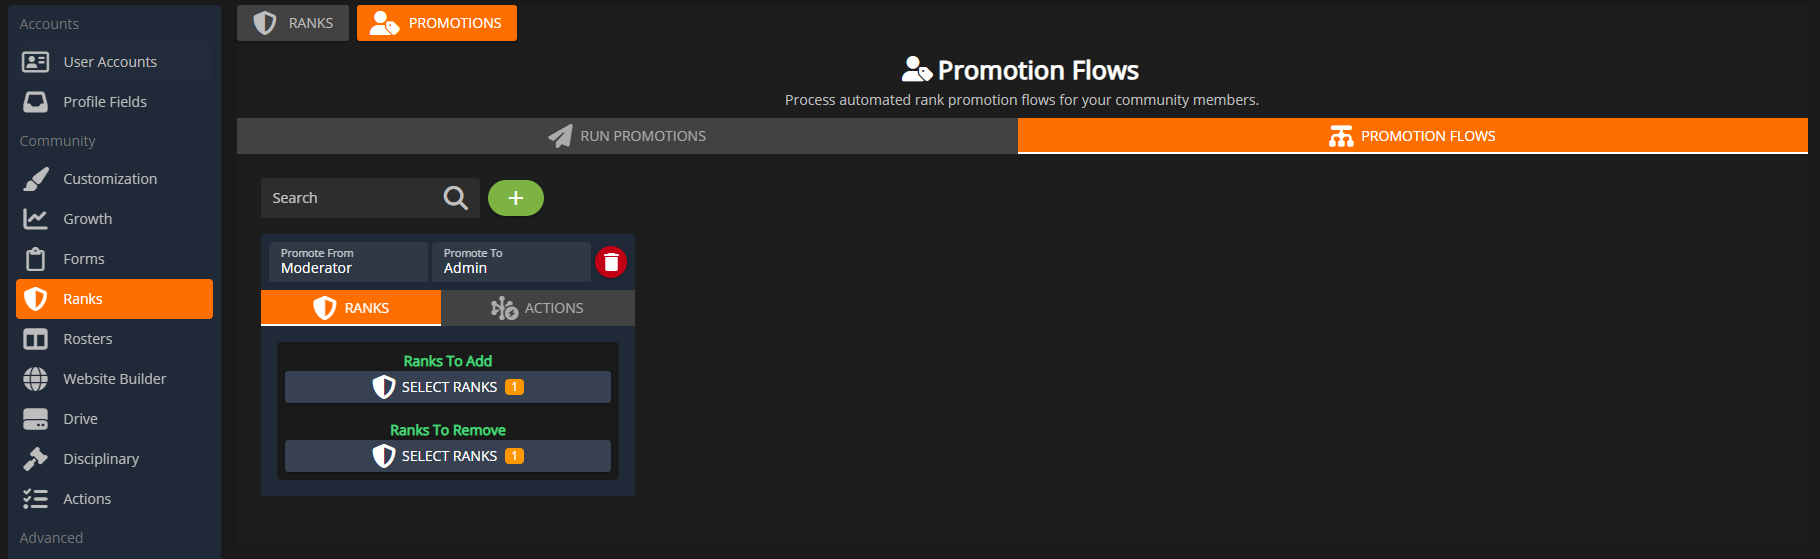 Accounts
User Accounts
Profile Fields
Community
Customization
Growth
Forms
Ranks
Rosters
Website Builder
Drive
Disciplinary
Actions
Advanced
RANKS
PROMOTIONS
Promotion Flows
Process automated rank promotion flows for your community members.
RUN PROMOTIONS
PROMOTION FLOWS
Search
+
Promote From
Moderator
Promote To
Admin
RANKS
ACTIONS
Ranks To Add
SELECT RANKS 1
Ranks To Remove
SELECT RANKS 1